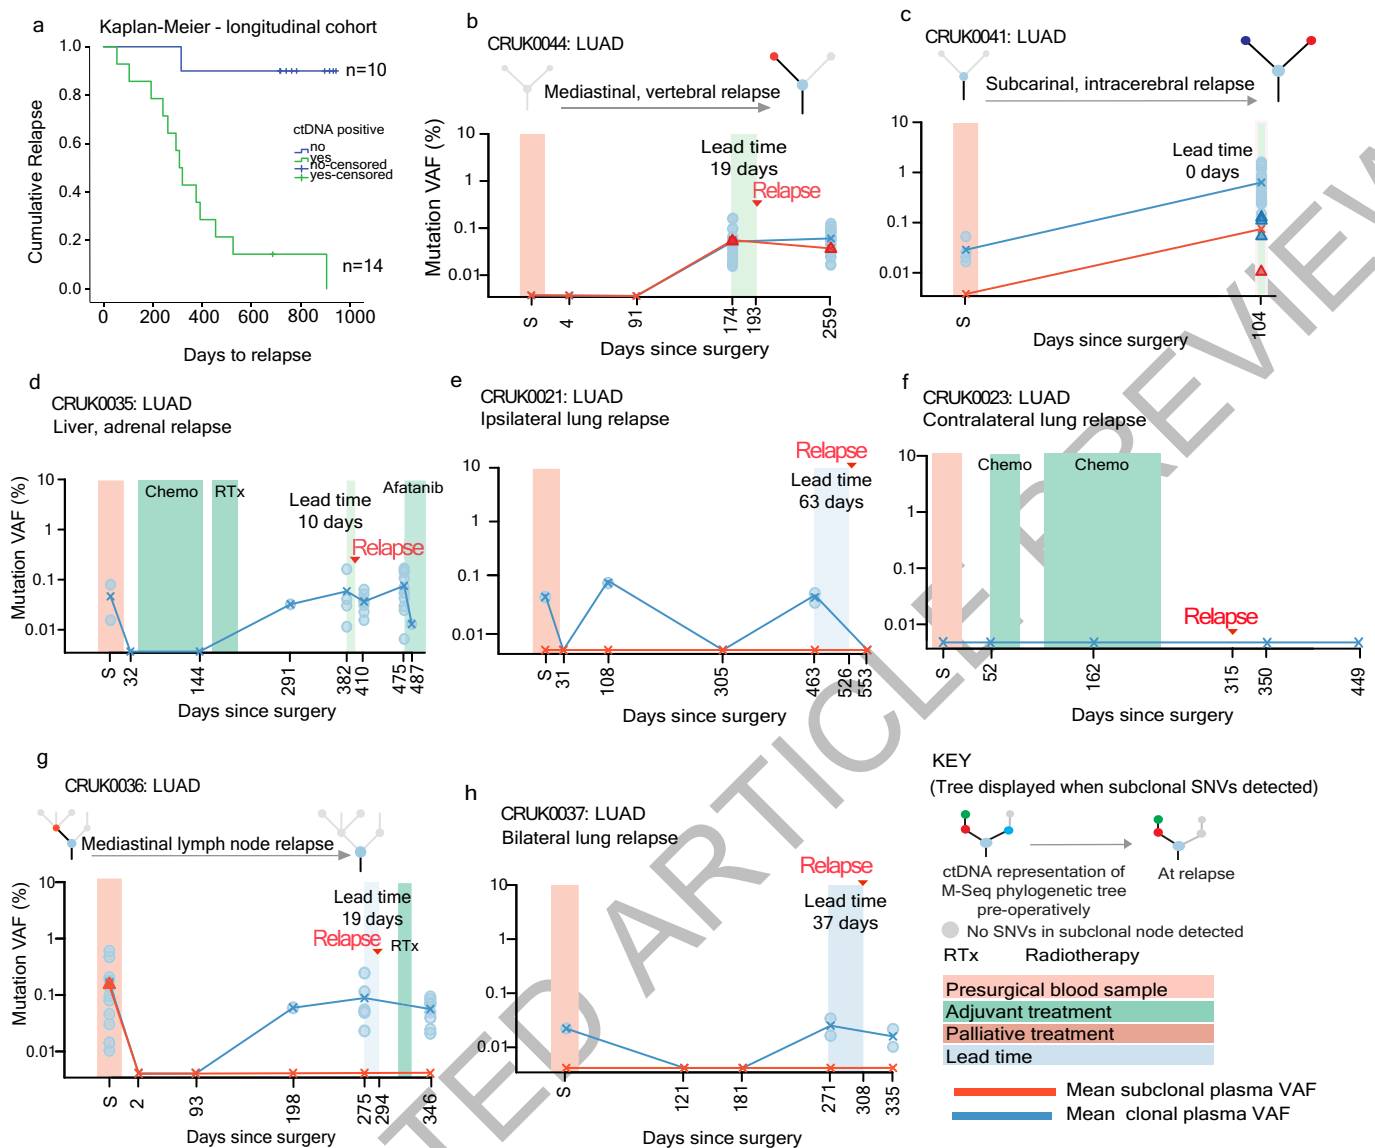 a
Kaplan-Meier - longitudinal cohort
Cumulative Relapse
1.0
0.8
0.6
0.4
0.2
0.0
n=10
ctDNA positive
no
yes
no-censored
yes-censored
n=14
0 200 400 600 800 1000
Days to relapse
b
CRUK0044: LUAD
Mediastinal, vertebral relapse
Mutation VAF (%)
10
1
0.1
0.01
Lead time
19 days
Relapse
S 4 91 174 193 259
Days since surgery
c
CRUK0041: LUAD
Subcarinal, intracerebral relapse
10
1
0.1
0.01
Lead time
0 days
S 104
Days since surgery
d
CRUK0035: LUAD
Liver, adrenal relapse
Mutation VAF (%)
10
1
0.1
0.01
Chemo RTx
Lead time
10 days
Afatanib
Relapse
S 32 144 291 382 410 475 487
Days since surgery
e
CRUK0021: LUAD
Ipsilateral lung relapse
Relapse
10
1
0.1
0.01
Lead time
63 days
S 31 108 305 463 526 553
Days since surgery
f
CRUK0023: LUAD
Contralateral lung relapse
10
1
0.1
0.01
Chemo Chemo
Relapse
S 52 162 315 350 449
Days since surgery
g
CRUK0036: LUAD
Mediastinal lymph node relapse
Mutation VAF (%)
10
1
0.1
0.01
Lead time
19 days
Relapse RTx
S 2 93 198 275 294 346
Days since surgery
h
CRUK0037: LUAD
Bilateral lung relapse
Relapse
10
1
0.1
0.01
Lead time
37 days
S 121 181 271 308 335
Days since surgery
KEY
(Tree displayed when subclonal SNVs detected)
ctDNA representation of
M-Seq phylogenetic tree
pre-operatively
At relapse
No SNVs in subclonal node detected
RTx Radiotherapy
Presurgical blood sample
Adjuvant treatment
Palliative treatment
Lead time
Mean subclonal plasma VAF
Mean clonal plasma VAF
TED ARTICLE PREVIEW